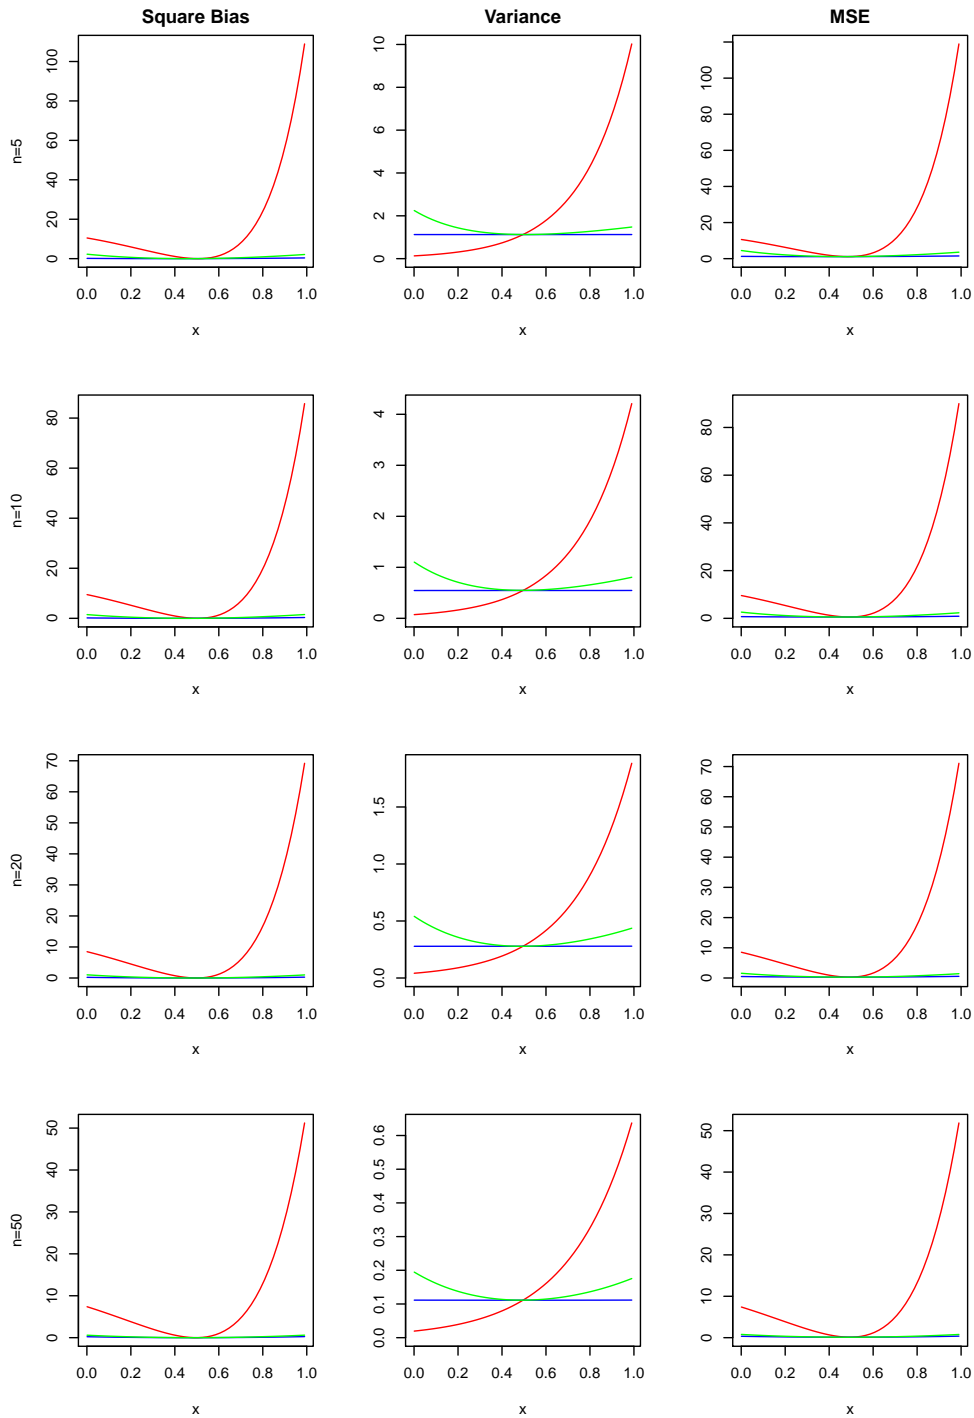 Square Bias Variance MSE
n=5
0 20 40 60 80 100
0.0 0.2 0.4 0.6 0.8 1.0
x
0 2 4 6 8 10
0.0 0.2 0.4 0.6 0.8 1.0
x
0 20 40 60 80 100
0.0 0.2 0.4 0.6 0.8 1.0
x
n=10
0 20 40 60 80
0.0 0.2 0.4 0.6 0.8 1.0
x
0 1 2 3 4
0.0 0.2 0.4 0.6 0.8 1.0
x
0 20 40 60 80
0.0 0.2 0.4 0.6 0.8 1.0
x
n=20
0 10 20 30 40 50 60 70
0.0 0.2 0.4 0.6 0.8 1.0
x
0.0 0.5 1.0 1.5
0.0 0.2 0.4 0.6 0.8 1.0
x
0 10 20 30 40 50 60 70
0.0 0.2 0.4 0.6 0.8 1.0
x
n=50
0 10 20 30 40 50
0.0 0.2 0.4 0.6 0.8 1.0
x
0.0 0.1 0.2 0.3 0.4 0.5 0.6
0.0 0.2 0.4 0.6 0.8 1.0
x
0 10 20 30 40 50
0.0 0.2 0.4 0.6 0.8 1.0
x